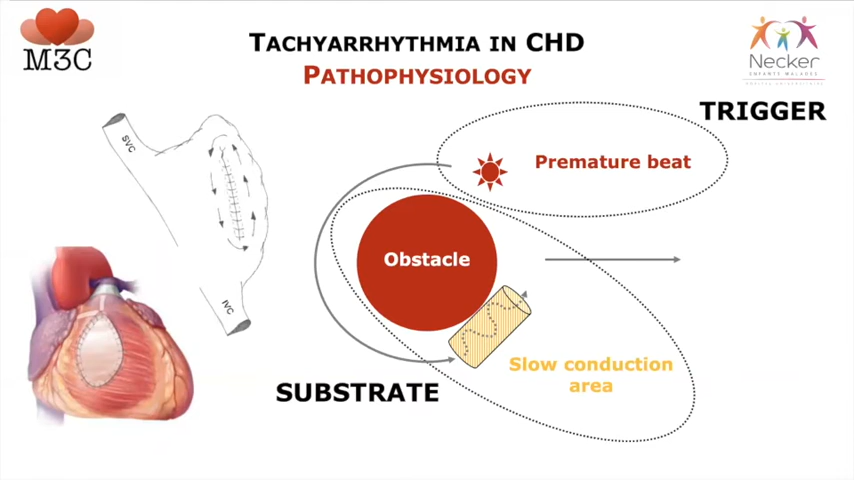 M3C
TACHYARRHYTHMIA IN CHD
PATHOPHYSIOLOGY
Necker
ENFANTS MALADES
TRIGGER
SVC
Premature beat
Obstacle
IVC
Slow conduction
area
SUBSTRATE